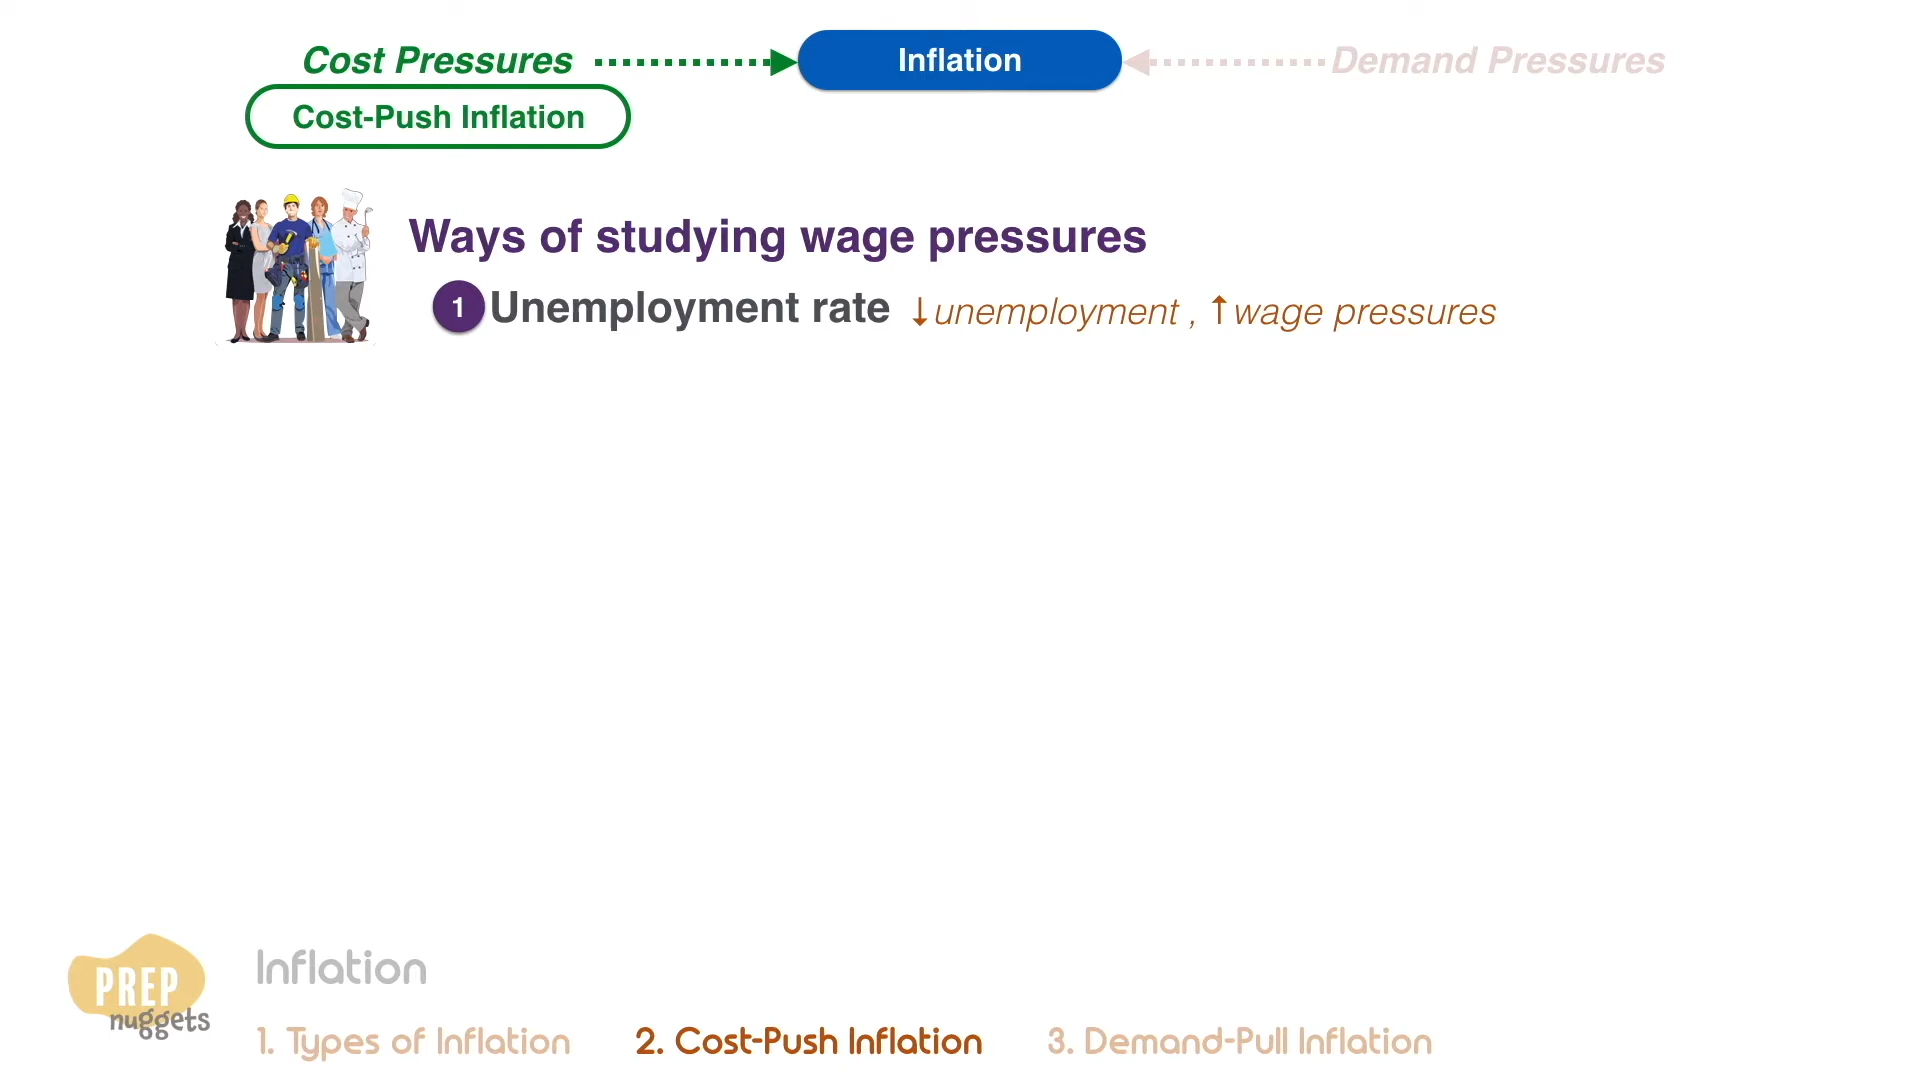 Cost Pressures Inflation Demand Pressures
Cost-Push Inflation
Ways of studying wage pressures
1 Unemployment rate ↓unemployment , ↑wage pressures
PREP
nuggets
Inflation
1. Types of Inflation 2. Cost-Push Inflation 3. Demand-Pull Inflation